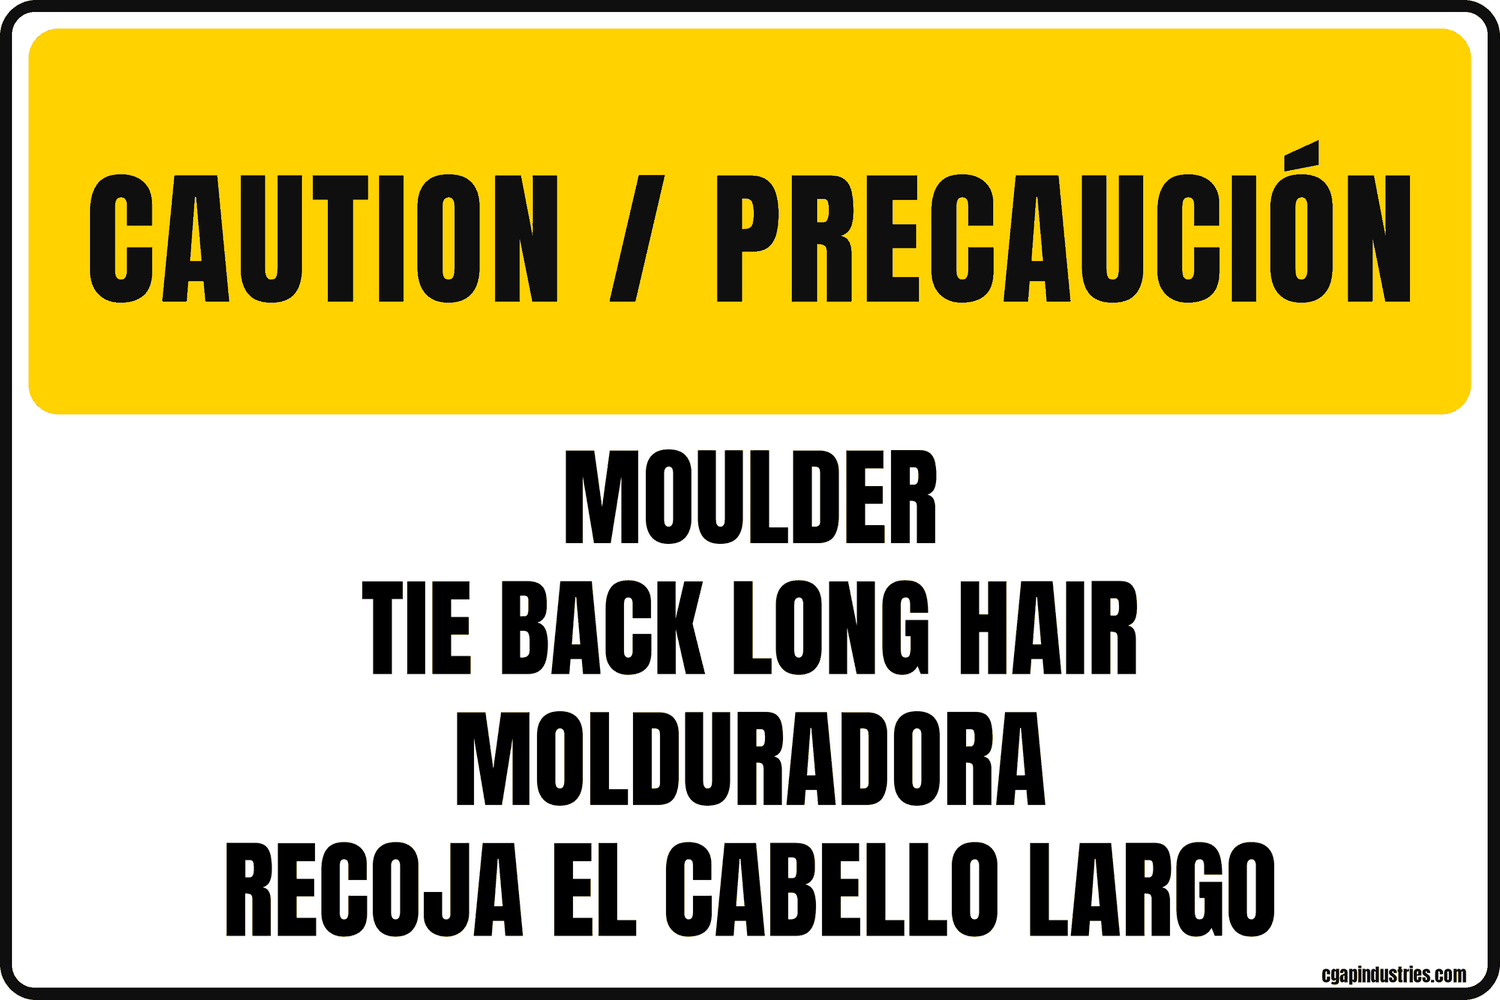 CAUTION / PRECAUCIÓN
MOULDER
TIE BACK LONG HAIR
MOLDURADORA
RECOJA EL CABELLO LARGO
cgapindustries.com